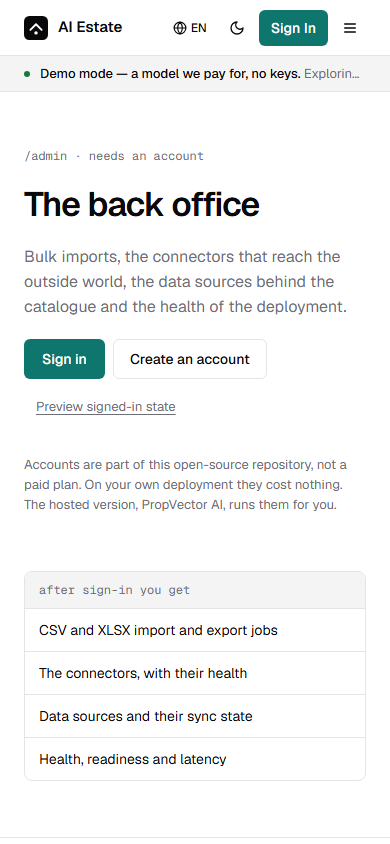 AI Estate
EN
Sign In
Demo mode — a model we pay for, no keys. Explorin...
/admin · needs an account
The back office
Bulk imports, the connectors that reach the
outside world, the data sources behind the
catalogue and the health of the deployment.
Sign in
Create an account
Preview signed-in state
Accounts are part of this open-source repository, not a
paid plan. On your own deployment they cost nothing.
The hosted version, PropVector AI, runs them for you.
after sign-in you get
CSV and XLSX import and export jobs
The connectors, with their health
Data sources and their sync state
Health, readiness and latency